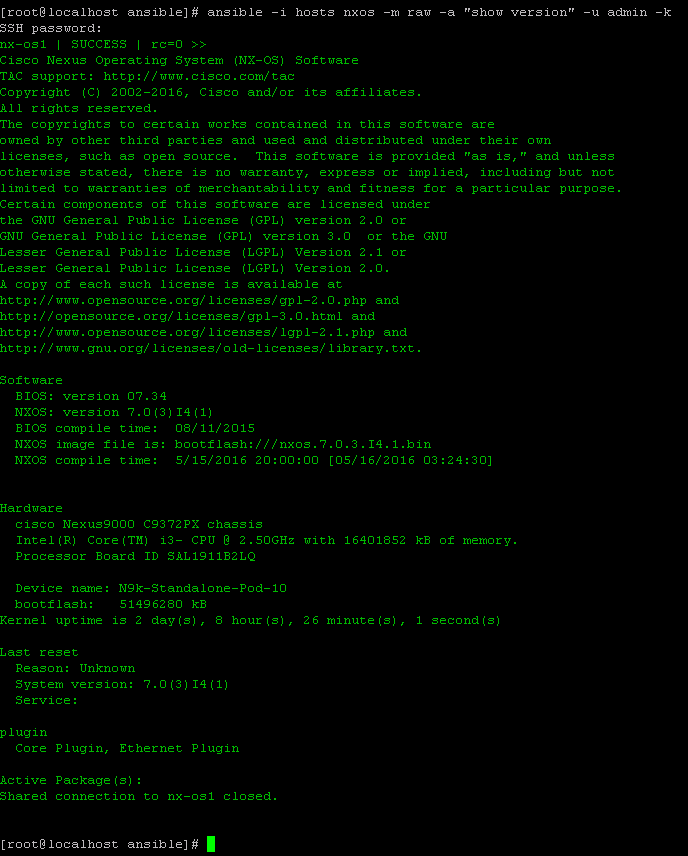 [root@localhost ansible]# ansible -i hosts nxos -m raw -a "show version" -u admin -k
SSH password:
nx-os1 | SUCCESS | rc=0 >>
Cisco Nexus Operating System (NX-OS) Software
TAC support: http://www.cisco.com/tac
Copyright (C) 2002-2016, Cisco and/or its affiliates.
All rights reserved.
The copyrights to certain works contained in this software are
owned by other third parties and used and distributed under their own
licenses, such as open source.  This software is provided "as is," and unless
otherwise stated, there is no warranty, express or implied, including but not
limited to warranties of merchantability and fitness for a particular purpose.
Certain components of this software are licensed under
the GNU General Public License (GPL) version 2.0 or
GNU General Public License (GPL) version 3.0  or the GNU
Lesser General Public License (LGPL) Version 2.1 or
Lesser General Public License (LGPL) Version 2.0.
A copy of each such license is available at
http://www.opensource.org/licenses/gpl-2.0.php and
http://opensource.org/licenses/gpl-3.0.html and
http://www.opensource.org/licenses/lgpl-2.1.php and
http://www.gnu.org/licenses/old-licenses/library.txt.
Software
  BIOS: version 07.34
  NXOS: version 7.0(3)I4(1)
  BIOS compile time:  08/11/2015
  NXOS image file is: bootflash:///nxos.7.0.3.I4.1.bin
  NXOS compile time:  5/15/2016 20:00:00 [05/16/2016 03:24:30]
Hardware
  cisco Nexus9000 C9372PX chassis
  Intel(R) Core(TM) i3- CPU @ 2.50GHz with 16401852 kB of memory.
  Processor Board ID SAL1911B2LQ
  Device name: N9k-Standalone-Pod-10
  bootflash:   51496280 kB
Kernel uptime is 2 day(s), 8 hour(s), 26 minute(s), 1 second(s)
Last reset
  Reason: Unknown
  System version: 7.0(3)I4(1)
  Service:
plugin
  Core Plugin, Ethernet Plugin
Active Package(s):
Shared connection to nx-os1 closed.
[root@localhost ansible]#